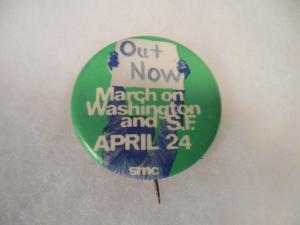 Out
Now
March on
Washington
and S.F.
APRIL 24
smc